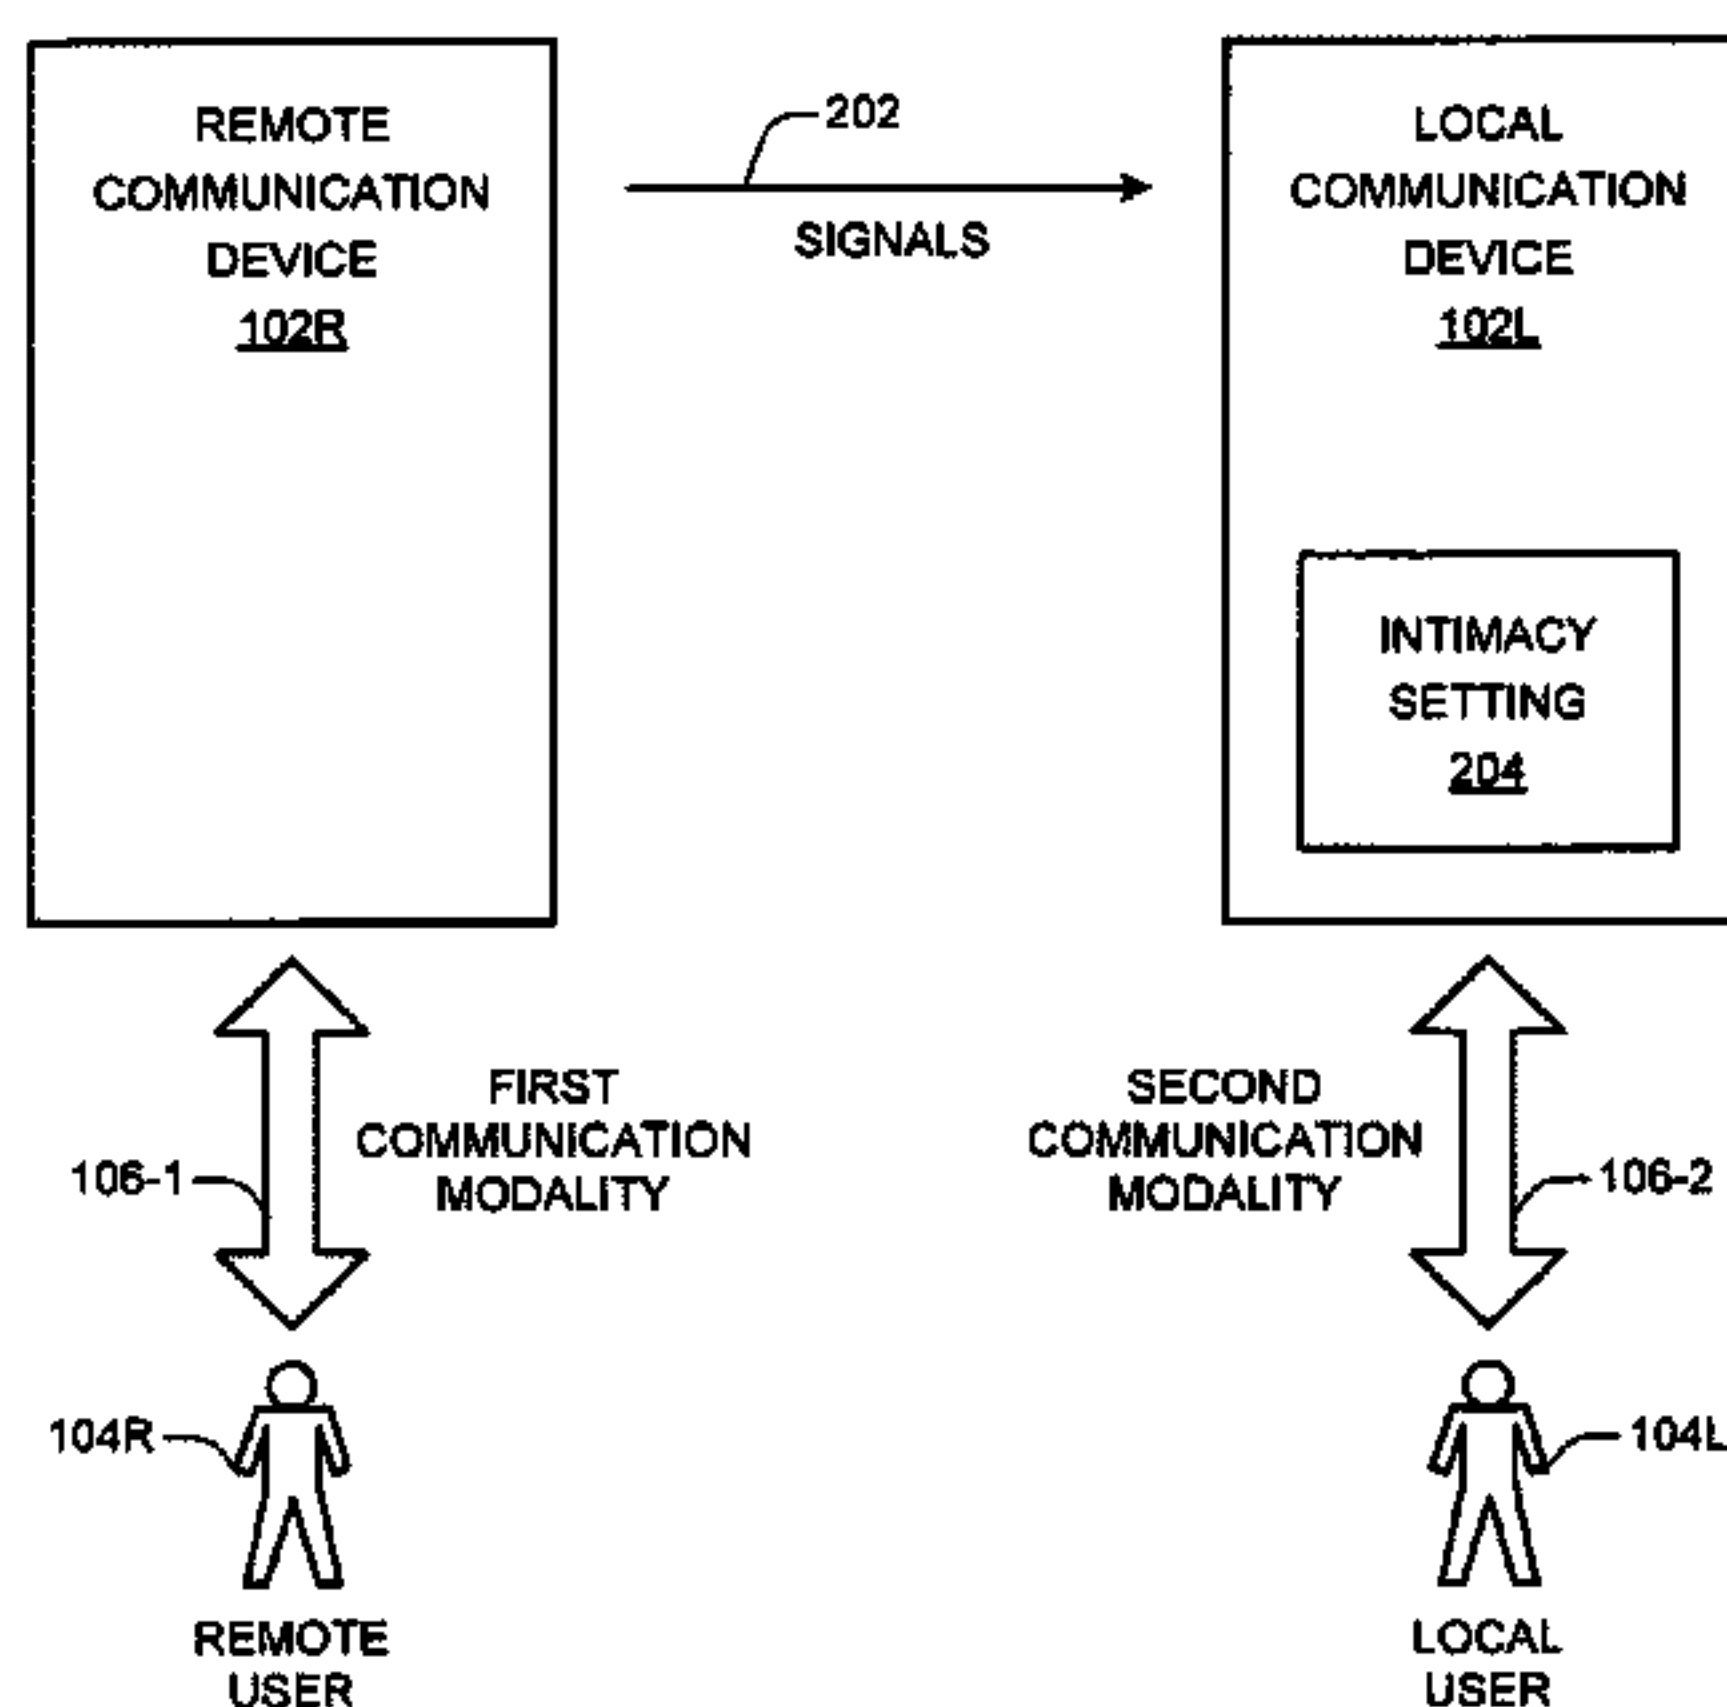 REMOTE
COMMUNICATION
DEVICE
102R
202
SIGNALS
LOCAL
COMMUNICATION
DEVICE
102L
INTIMACY
SETTING
204
FIRST
COMMUNICATION
MODALITY
106-1
SECOND
COMMUNICATION
MODALITY
106-2
104R
REMOTE
USER
104L
LOCAL
USER